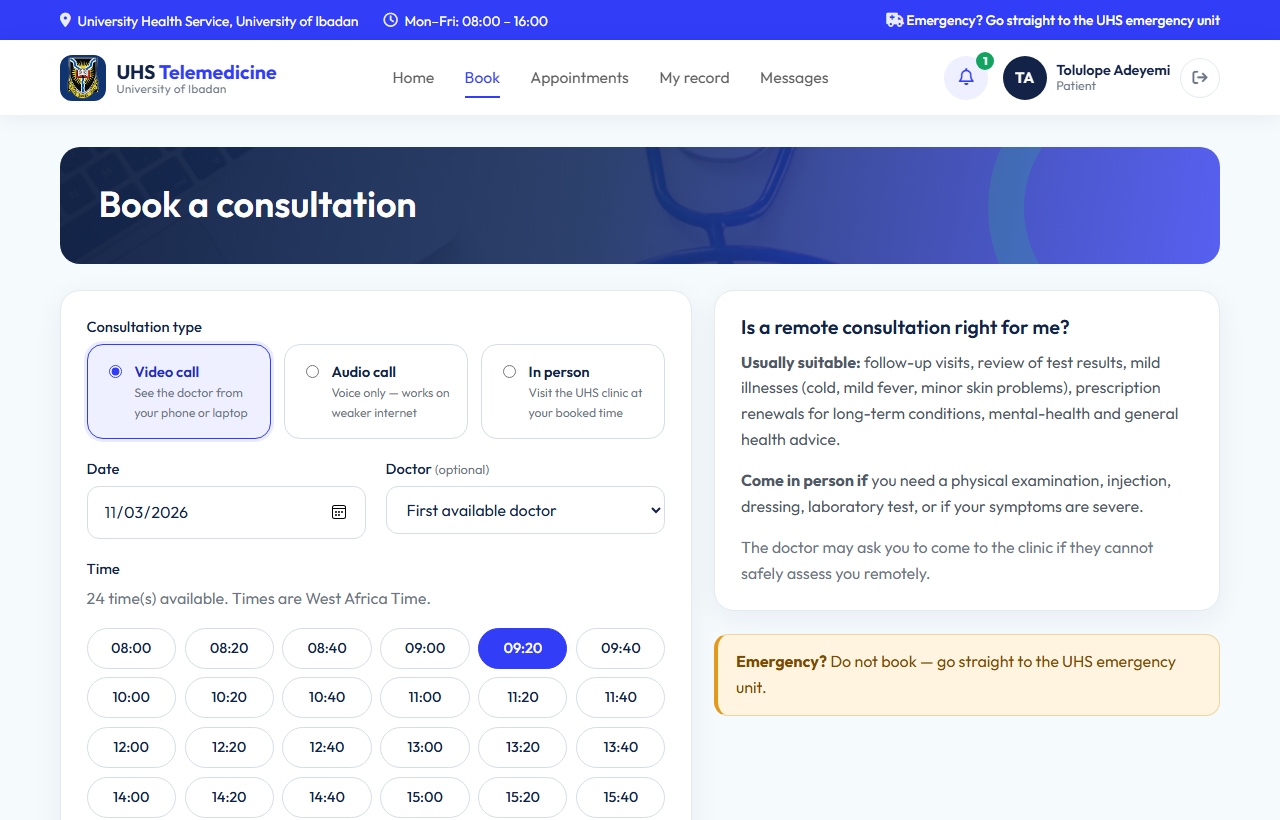 University Health Service, University of Ibadan
Mon–Fri: 08:00 – 16:00
Emergency? Go straight to the UHS emergency unit
UHS Telemedicine
University of Ibadan
Home
Book
Appointments
My record
Messages
1
TA
Tolulope Adeyemi
Patient
Book a consultation
Consultation type
Video call
See the doctor from
your phone or laptop
Audio call
Voice only — works on
weaker internet
In person
Visit the UHS clinic at
your booked time
Date
11/03/2026
Doctor (optional)
First available doctor
Time
24 time(s) available. Times are West Africa Time.
08:00 08:20 08:40 09:00 09:20 09:40
10:00 10:20 10:40 11:00 11:20 11:40
12:00 12:20 12:40 13:00 13:20 13:40
14:00 14:20 14:40 15:00 15:20 15:40
Is a remote consultation right for me?
Usually suitable: follow-up visits, review of test results, mild
illnesses (cold, mild fever, minor skin problems), prescription
renewals for long-term conditions, mental-health and general
health advice.
Come in person if you need a physical examination, injection,
dressing, laboratory test, or if your symptoms are severe.
The doctor may ask you to come to the clinic if they cannot
safely assess you remotely.
Emergency? Do not book — go straight to the UHS emergency
unit.